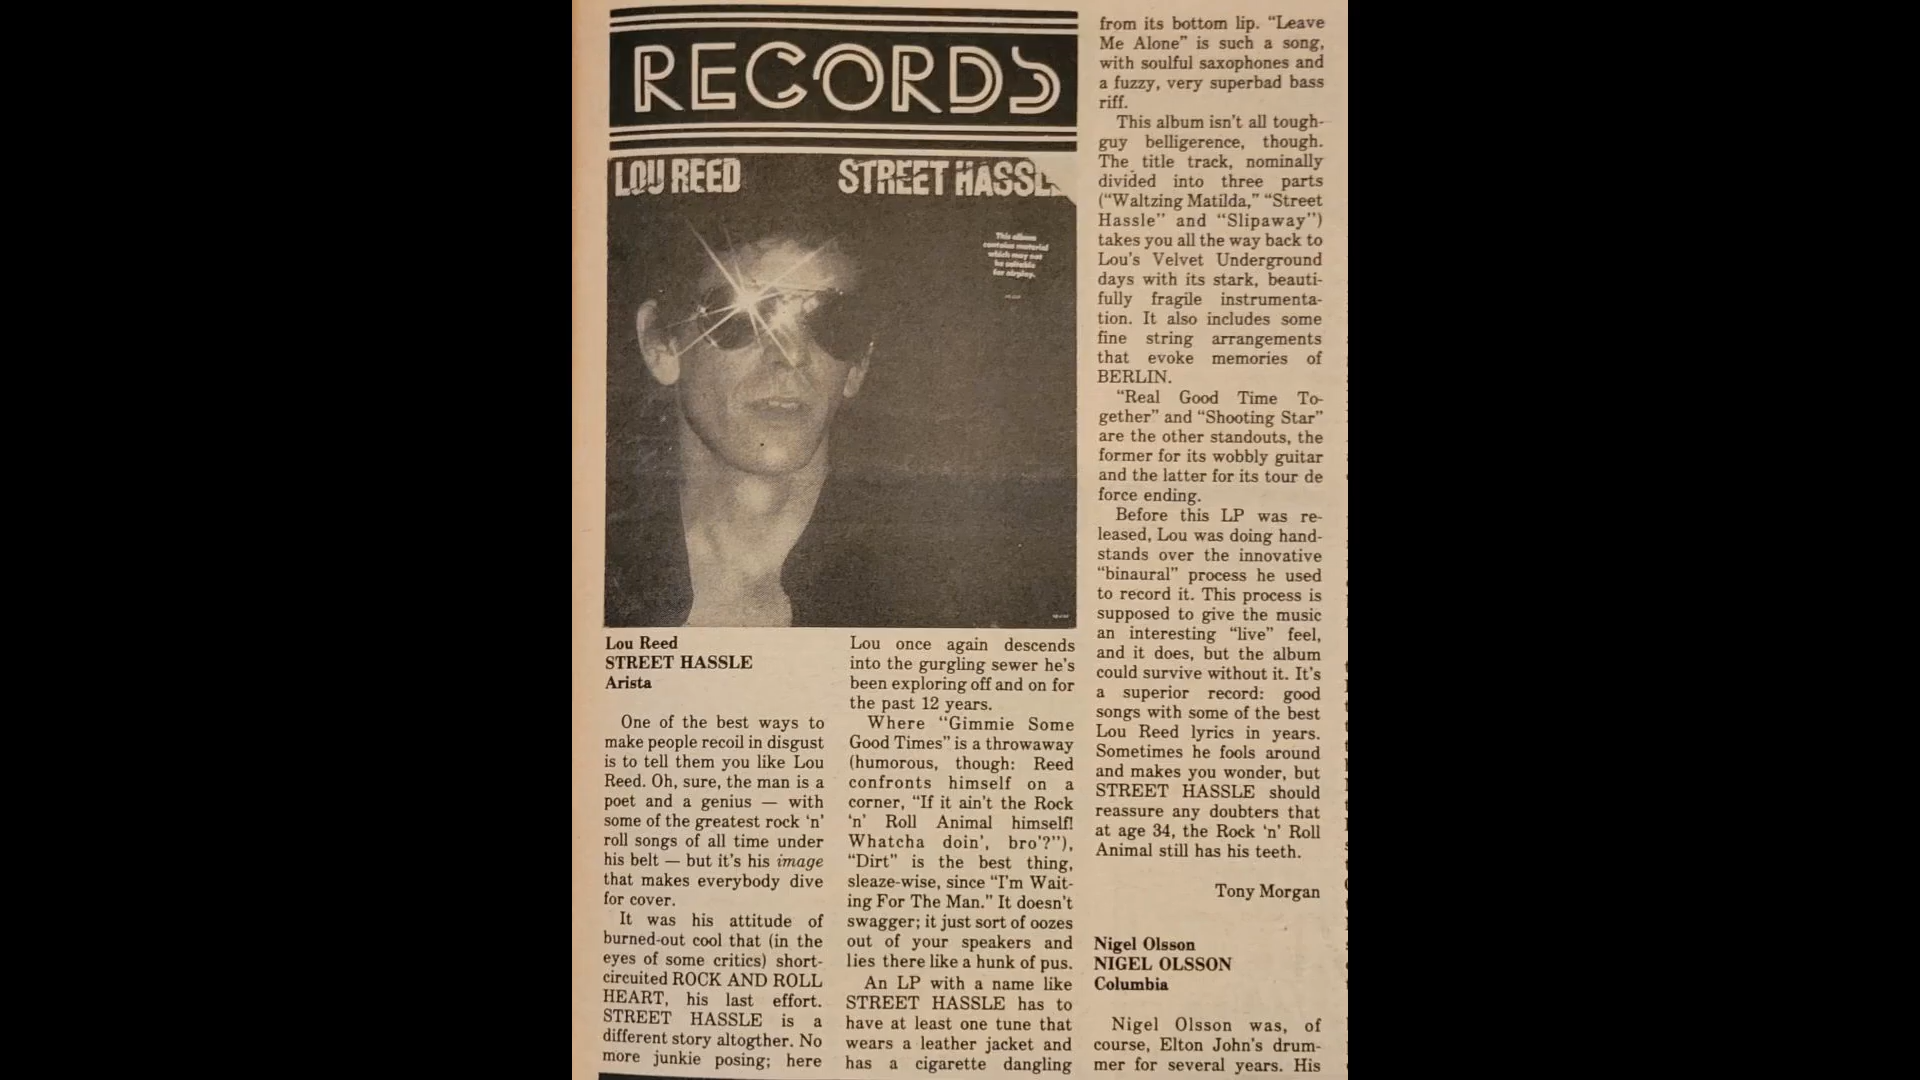 RECORDS
LOU REED STREET HASSLE
This album
contains material
which may not
be suitable
for airplay.
Lou Reed
STREET HASSLE
Arista
One of the best ways to
make people recoil in disgust
is to tell them you like Lou
Reed. Oh, sure, the man is a
poet and a genius — with
some of the greatest rock ‘n’
roll songs of all time under
his belt — but it’s his image
that makes everybody dive
for cover.
It was his attitude of
burned-out cool that (in the
eyes of some critics) short-
circuited ROCK AND ROLL
HEART, his last effort.
STREET HASSLE is a
different story altogther. No
more junkie posing; here
Lou once again descends
into the gurgling sewer he’s
been exploring off and on for
the past 12 years.
Where “Gimmie Some
Good Times” is a throwaway
(humorous, though: Reed
confronts himself on a
corner, “If it ain’t the Rock
‘n’ Roll Animal himself!
Whatcha doin’, bro’?”),
“Dirt” is the best thing,
sleaze-wise, since “I’m Wait-
ing For The Man.” It doesn’t
swagger; it just sort of oozes
out of your speakers and
lies there like a hunk of pus.
An LP with a name like
STREET HASSLE has to
have at least one tune that
wears a leather jacket and
has a cigarette dangling
from its bottom lip. “Leave
Me Alone” is such a song,
with soulful saxophones and
a fuzzy, very superbad bass
riff.
This album isn’t all tough-
guy belligerence, though.
The title track, nominally
divided into three parts
(“Waltzing Matilda,” “Street
Hassle” and “Slipaway”)
takes you all the way back to
Lou’s Velvet Underground
days with its stark, beauti-
fully fragile instrumenta-
tion. It also includes some
fine string arrangements
that evoke memories of
BERLIN.
“Real Good Time To-
gether” and “Shooting Star”
are the other standouts, the
former for its wobbly guitar
and the latter for its tour de
force ending.
Before this LP was re-
leased, Lou was doing hand-
stands over the innovative
“binaural” process he used
to record it. This process is
supposed to give the music
an interesting “live” feel,
and it does, but the album
could survive without it. It’s
a superior record: good
songs with some of the best
Lou Reed lyrics in years.
Sometimes he fools around
and makes you wonder, but
STREET HASSLE should
reassure any doubters that
at age 34, the Rock ‘n’ Roll
Animal still has his teeth.
Tony Morgan
Nigel Olsson
NIGEL OLSSON
Columbia
Nigel Olsson was, of
course, Elton John’s drum-
mer for several years. His